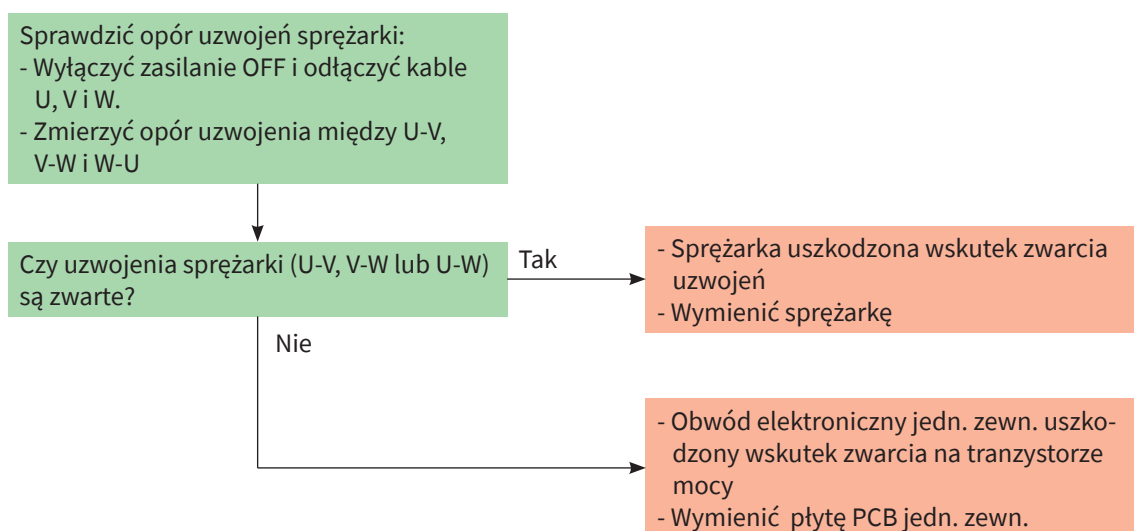 Sprawdzić opór uzwojeń sprężarki:
- Wyłączyć zasilanie OFF i odłączyć kable
U, V i W.
- Zmierzyć opór uzwojenia między U-V,
V-W i W-U
Czy uzwojenia sprężarki (U-V, V-W lub U-W)
są zwarte?
Tak
- Sprężarka uszkodzona wskutek zwarcia
uzwojeń
- Wymienić sprężarkę
Nie
- Obwód elektroniczny jedn. zewn. uszko-
dzony wskutek zwarcia na tranzystorze
mocy
- Wymienić płytę PCB jedn. zewn.